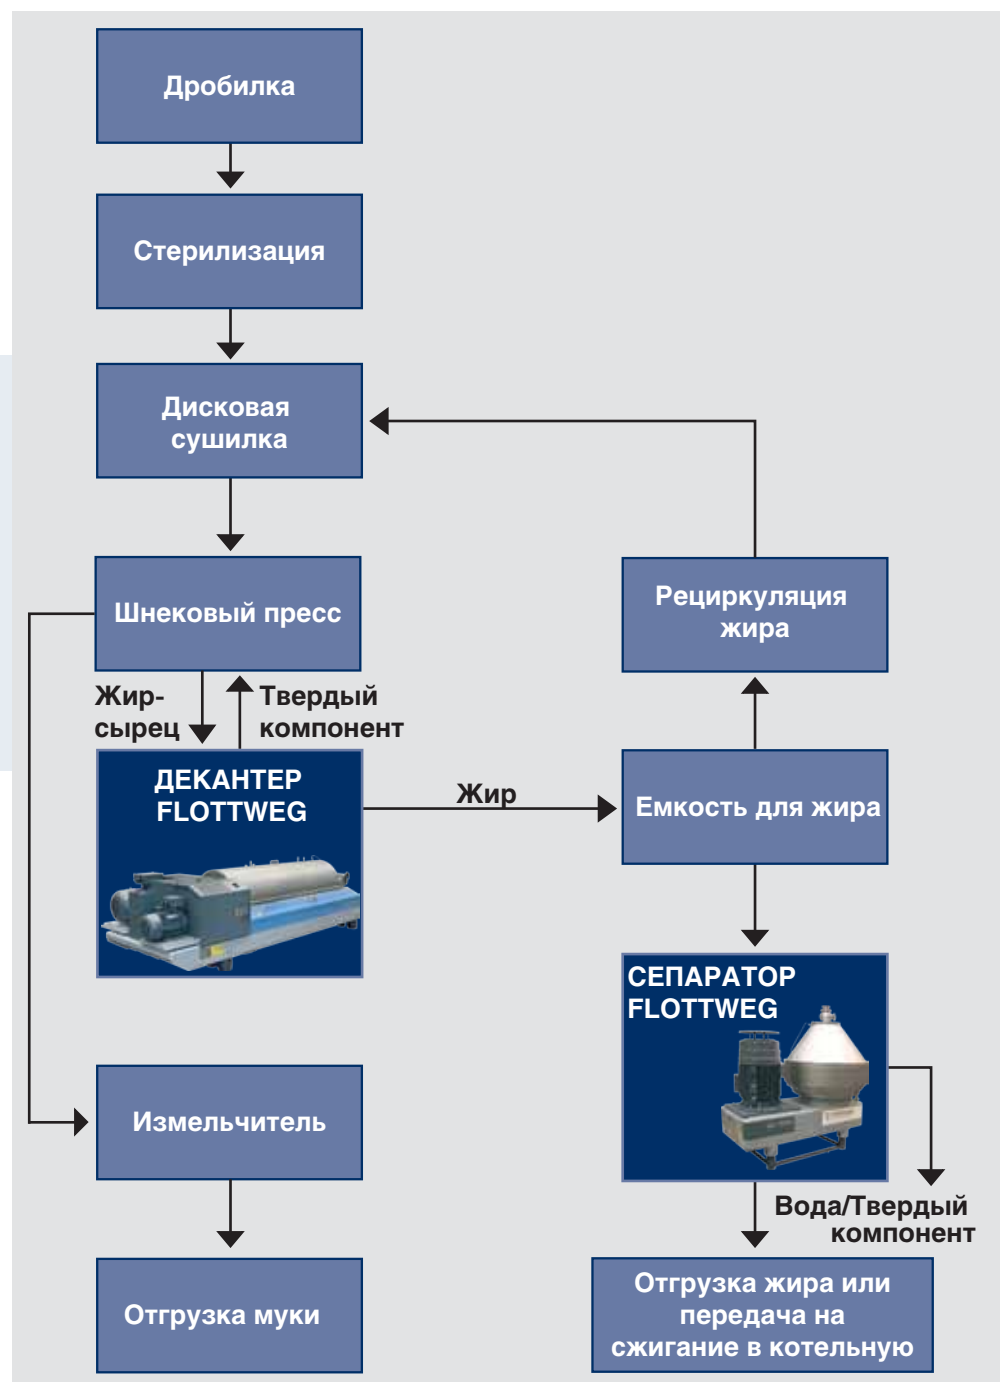 Дробилка
Стерилизация
Дисковая
сушилка
Шнековый пресс
Рециркуляция
жира
Жир-
сырец
Твердый
компонент
ДЕКАНТЕР
FLOTTWEG
Жир
Емкость для жира
СЕПАРАТОР
FLOTTWEG
Измельчитель
Вода/Твердый
компонент
Отгрузка муки
Отгрузка жира или
передача на
сжигание в котельную